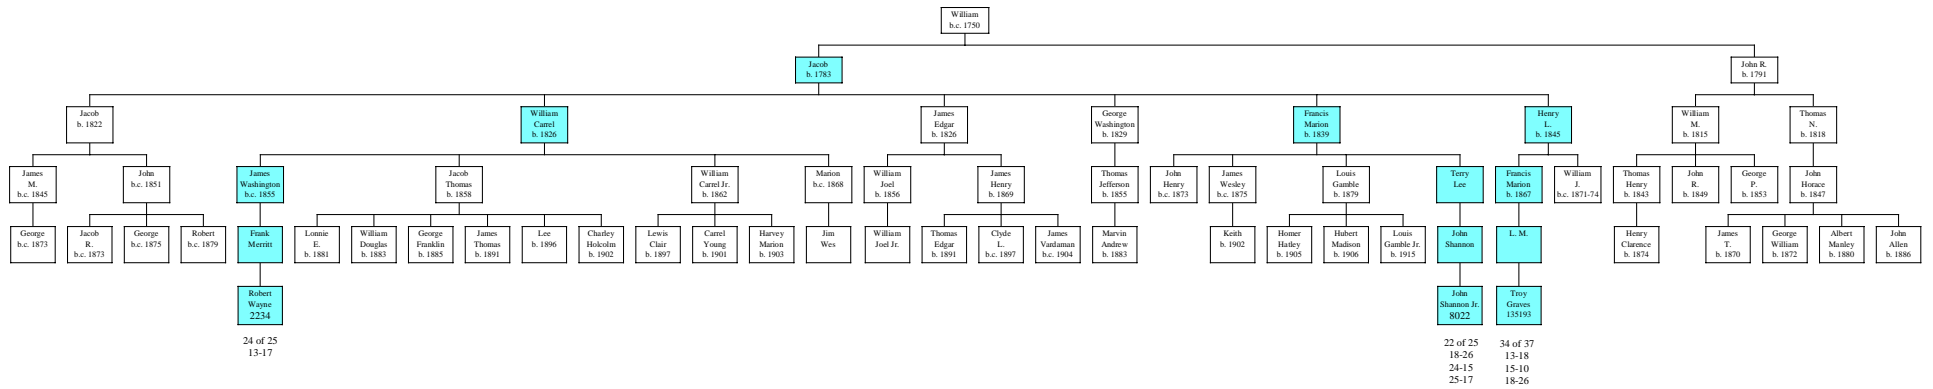 William
b.c. 1750
Jacob
b. 1783
John R.
b. 1791
Jacob
b. 1822
William
Carrel
b. 1826
James
Edgar
b. 1826
George
Washington
b. 1829
Francis
Marion
b. 1839
Henry
L.
b. 1845
William
M.
b. 1815
Thomas
N.
b. 1818
James
M.
b.c. 1845
John
b.c. 1851
James
Washington
b.c. 1855
Jacob
Thomas
b. 1858
William
Carrel Jr.
b. 1862
Marion
b.c. 1868
William
Joel
b. 1856
James
Henry
b. 1869
Thomas
Jefferson
b. 1855
John
Henry
b.c. 1873
James
Wesley
b.c. 1875
Louis
Gamble
b. 1879
Terry
Lee
Francis
Marion
b. 1867
William
J.
b.c. 1871-74
Thomas
Henry
b. 1843
John
R.
b. 1849
George
P.
b. 1853
John
Horace
b. 1847
George
b.c. 1873
Jacob
R.
b.c. 1873
George
b.c. 1875
Robert
b.c. 1879
Frank
Merritt
Lonnie
E.
b. 1881
William
Douglas
b. 1883
George
Franklin
b. 1885
James
Thomas
b. 1891
Lee
b. 1896
Charley
Holcolm
b. 1902
Lewis
Clair
b. 1897
Carrel
Young
b. 1901
Harvey
Marion
b. 1903
Jim
Wes
William
Joel Jr.
Thomas
Edgar
b. 1891
Clyde
L.
b.c. 1897
James
Vardaman
b.c. 1904
Marvin
Andrew
b. 1883
Keith
b. 1902
Homer
Hatley
b. 1905
Hubert
Madison
b. 1906
Louis
Gamble Jr.
b. 1915
John
Shannon
L. M.
Henry
Clarence
b. 1874
James
T.
b. 1870
George
William
b. 1872
Albert
Manley
b. 1880
John
Allen
b. 1886
Robert
Wayne
2234
John
Shannon Jr.
8022
Troy
Graves
135193
24 of 25
13-17
22 of 25
18-26
24-15
25-17
34 of 37
13-18
15-10
18-26